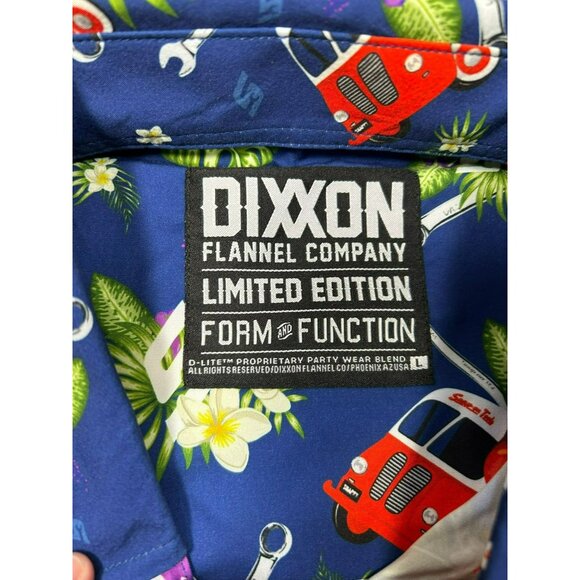 DIXXON
FLANNEL COMPANY
LIMITED EDITION
FORM AND FUNCTION
D-LITE™ PROPRIETARY PARTY WEAR BLEND
ALL RIGHTS RESERVED/DIXXON FLANNEL CO/PHOENIX AZ USA
L